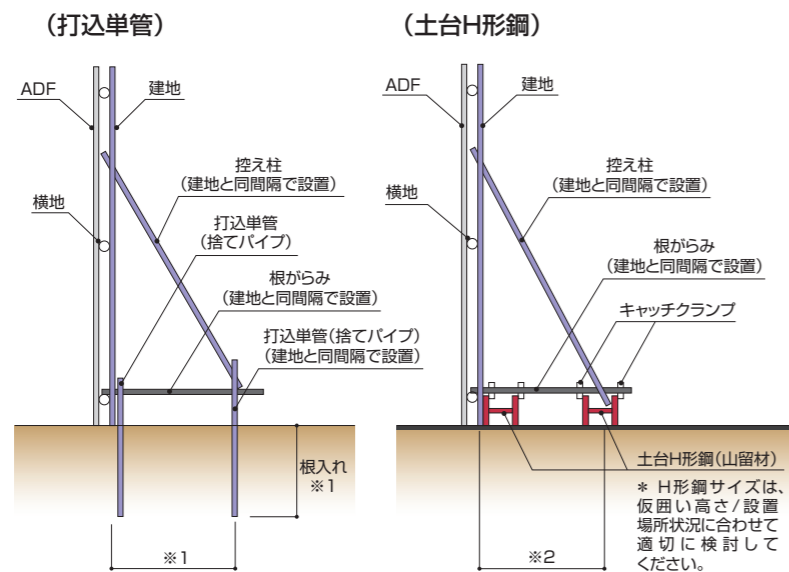 （打込単管）
ADF
建地
控え柱
（建地と同間隔で設置）
横地
打込単管
（捨てパイプ）
根がらみ
（建地と同間隔で設置）
打込単管（捨てパイプ）
（建地と同間隔で設置）
根入れ
※1
※1
（土台H形鋼）
ADF
建地
控え柱
（建地と同間隔で設置）
横地
根がらみ
（建地と同間隔で設置）
キャッチクランプ
土台H形鋼（山留材）
＊ H形鋼サイズは、
仮囲い高さ/設置
場所状況に合わせて
適切に検討して
ください。
※2